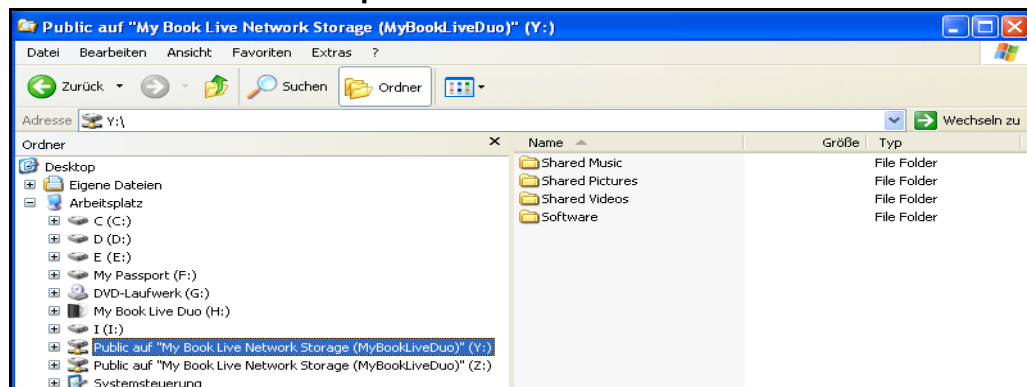 Public auf "My Book Live Network Storage (MyBookLiveDuo)" (Y:)
Datei Bearbeiten Ansicht Favoriten Extras ?
Zurück Suchen Ordner
Adresse Y:\ Wechseln zu
Ordner X Name Größe Typ
Desktop
Eigene Dateien
Arbeitsplatz
C (C:)
D (D:)
E (E:)
My Passport (F:)
DVD-Laufwerk (G:)
My Book Live Duo (H:)
I (I:)
Public auf "My Book Live Network Storage (MyBookLiveDuo)" (Y:)
Public auf "My Book Live Network Storage (MyBookLiveDuo)" (Z:)
Systemsteuerung
Shared Music File Folder
Shared Pictures File Folder
Shared Videos File Folder
Software File Folder